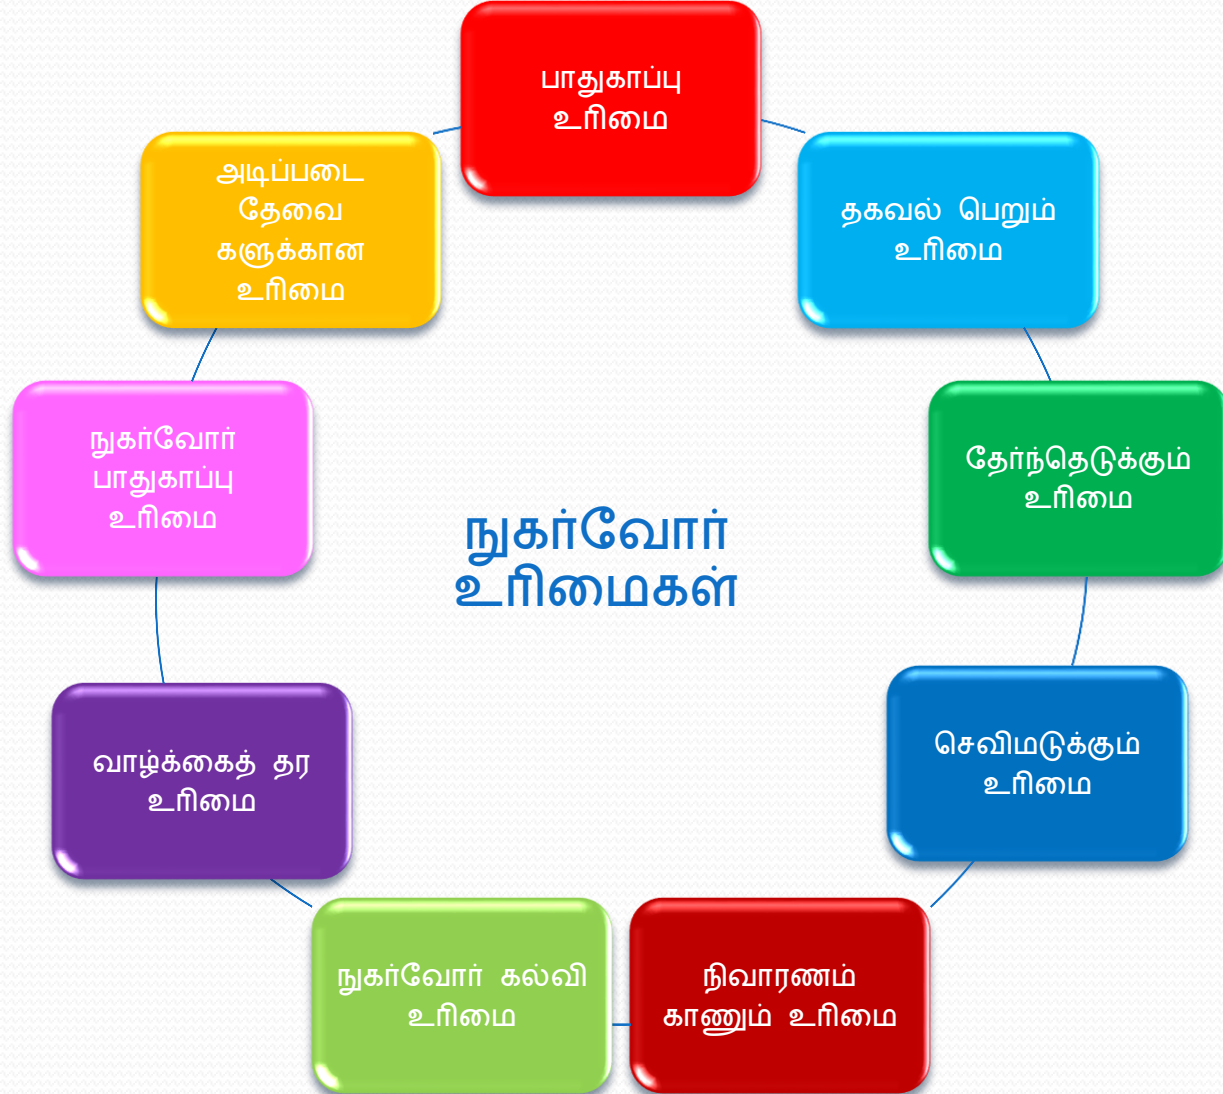 பாதுகாப்பு
உரிமை
தகவல் பெறும்
உரிமை
தேர்ந்தெடுக்கும்
உரிமை
செவிமடுக்கும்
உரிமை
நிவாரணம்
காணும் உரிமை
நுகர்வோர் கல்வி
உரிமை
வாழ்க்கைத் தர
உரிமை
நுகர்வோர்
பாதுகாப்பு
உரிமை
அடிப்படை
தேவை
களுக்கான
உரிமை
நுகர்வோர்
உரிமைகள்